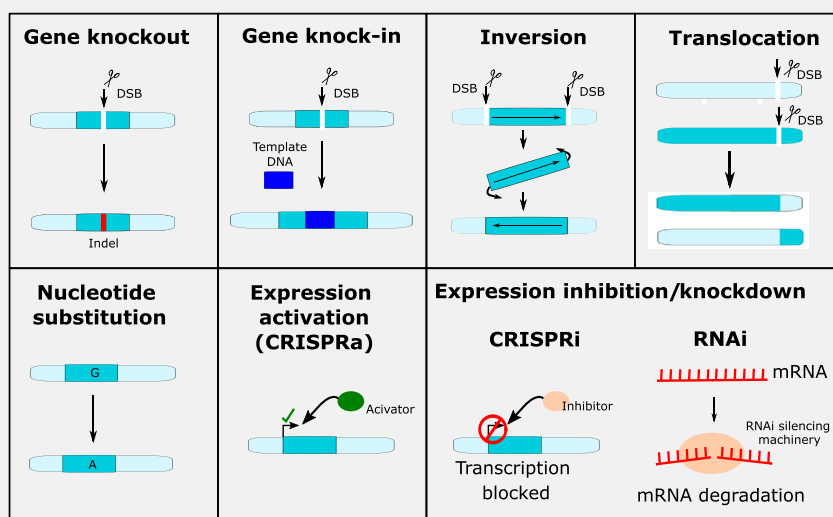 Gene knockout
DSB
Indel
Gene knock-in
DSB
Template
DNA
Inversion
DSB
DSB
Translocation
DSB
DSB
Nucleotide
substitution
G
A
Expression
activation
(CRISPRa)
Acivator
Expression inhibition/knockdown
CRISPRi
Inhibitor
Transcription
blocked
RNAi
mRNA
RNAi silencing
machinery
mRNA degradation